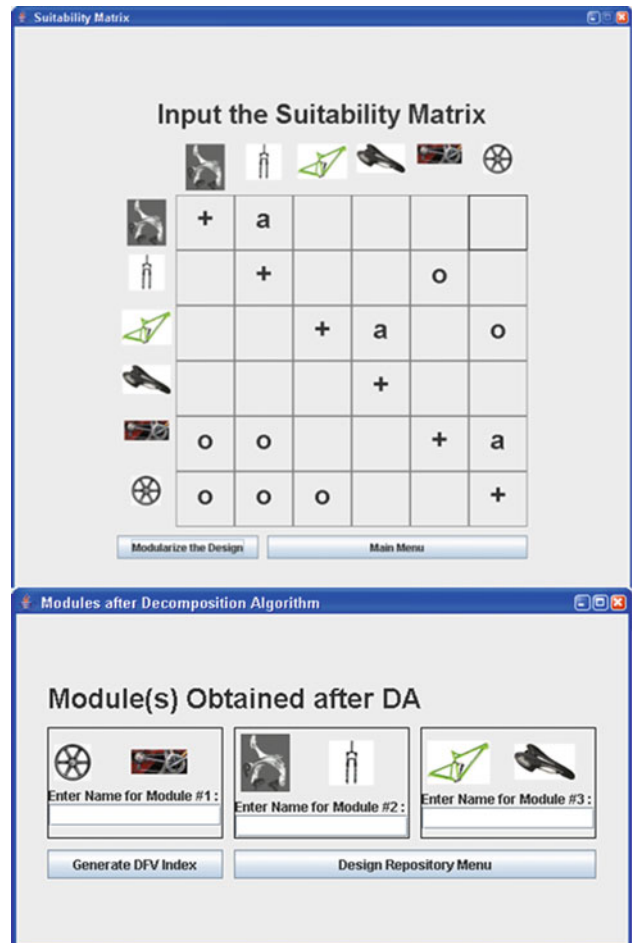 Suitability Matrix
Input the Suitability Matrix
+ a
+ o
+ a o
+
o o + a
o o o +
Modularize the Design Main Menu
Modules after Decomposition Algorithm
Module(s) Obtained after DA
Enter Name for Module #1 : Enter Name for Module #2 : Enter Name for Module #3 :
Generate DFV Index Design Repository Menu